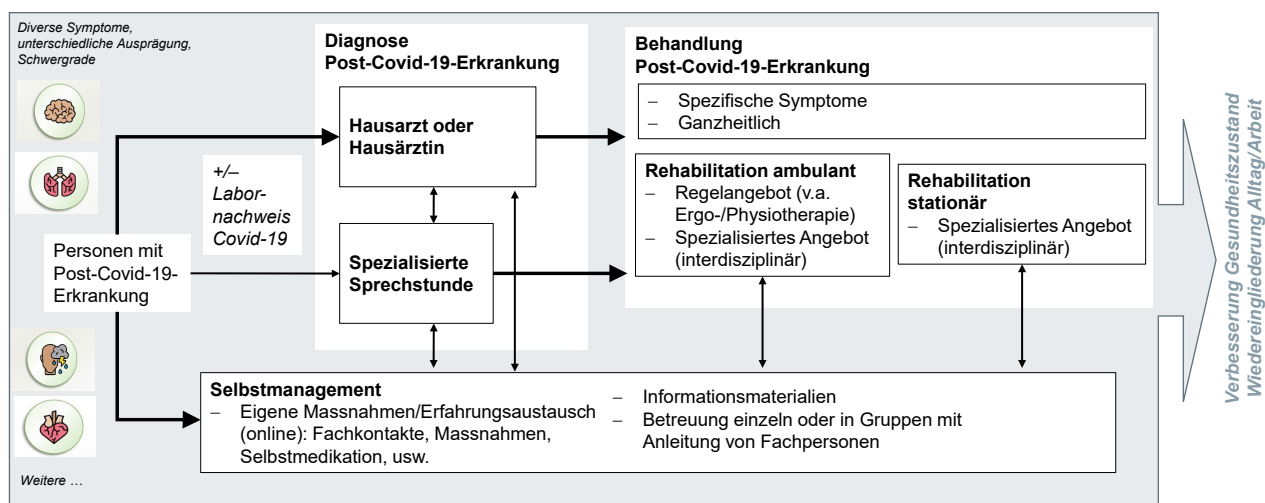 Diverse Symptome,
unterschiedliche Ausprägung,
Schwergrade
Personen mit
Post-Covid-19-
Erkrankung
Weitere ...
+/–
Labor-
nachweis
Covid-19
Diagnose
Post-Covid-19-Erkrankung
Hausarzt oder
Hausärztin
Spezialisierte
Sprechstunde
Behandlung
Post-Covid-19-Erkrankung
– Spezifische Symptome
– Ganzheitlich
Rehabilitation ambulant
– Regelangebot (v.a.
Ergo-/Physiotherapie)
– Spezialisiertes Angebot
(interdisziplinär)
Rehabilitation
stationär
– Spezialisiertes Angebot
(interdisziplinär)
Selbstmanagement
– Eigene Massnahmen/Erfahrungsaustausch
(online): Fachkontakte, Massnahmen,
Selbstmedikation, usw.
– Informationsmaterialien
– Betreuung einzeln oder in Gruppen mit
Anleitung von Fachpersonen
Verbesserung Gesundheitszustand
Wiedereingliederung Alltag/Arbeit